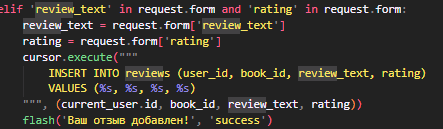 elif 'review_text' in request.form and 'rating' in request.form:
review_text = request.form['review_text']
rating = request.form['rating']
cursor.execute("""
INSERT INTO reviews (user_id, book_id, review_text, rating)
VALUES (%s, %s, %s, %s)
""", (current_user.id, book_id, review_text, rating))
flash('Ваш отзыв добавлен!', 'success')